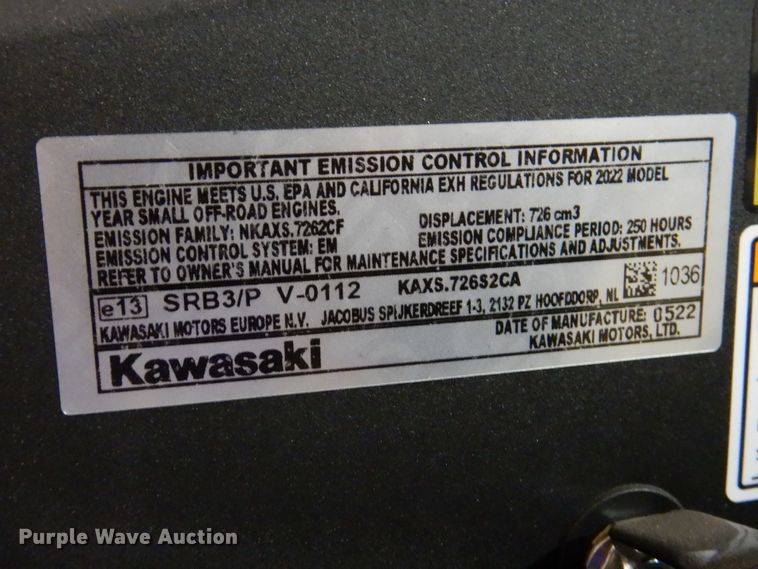 IMPORTANT EMISSION CONTROL INFORMATION
THIS ENGINE MEETS U.S. EPA AND CALIFORNIA EXH REGULATIONS FOR 2022 MODEL
YEAR SMALL OFF-ROAD ENGINES.
DISPLACEMENT: 726 cm3
EMISSION FAMILY: NKAXS.7262CF
EMISSION COMPLIANCE PERIOD: 250 HOURS
EMISSION CONTROL SYSTEM: EM
REFER TO OWNER'S MANUAL FOR MAINTENANCE SPECIFICATIONS AND ADJUSTMENTS.
e13 SRB3/P V-0112 KAXS.7262CA 1036
KAWASAKI MOTORS EUROPE N.V. JACOBUS SPIJKERDREEF 1-3, 2132 PZ HOOFDDORP, NL
DATE OF MANUFACTURE: 0522
KAWASAKI MOTORS, LTD.
Kawasaki
Purple Wave Auction